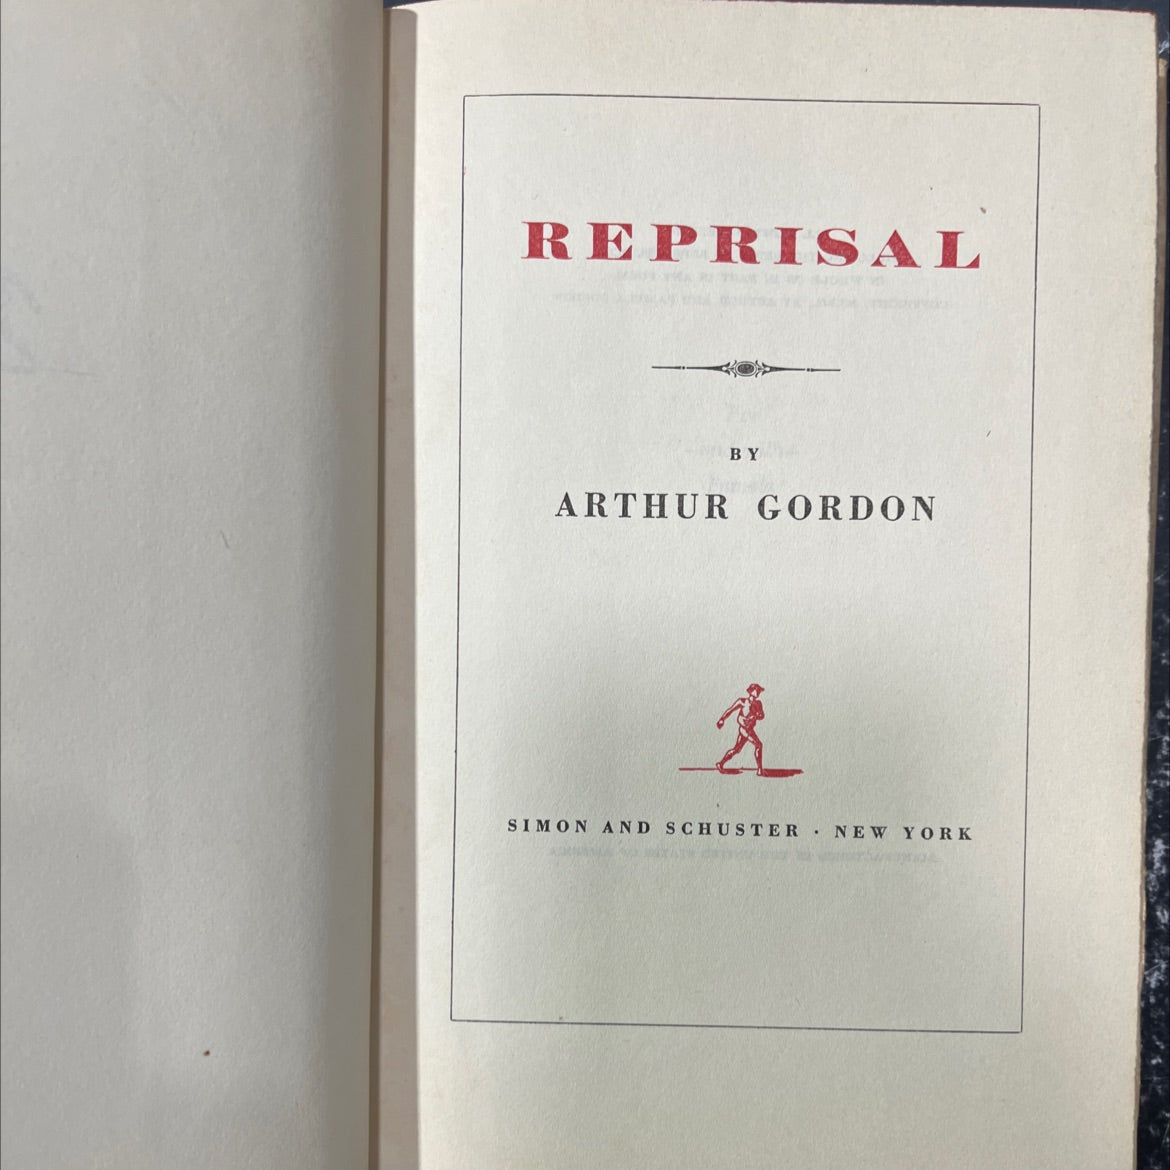 REPRISAL
BY
ARTHUR GORDON
SIMON AND SCHUSTER · NEW YORK